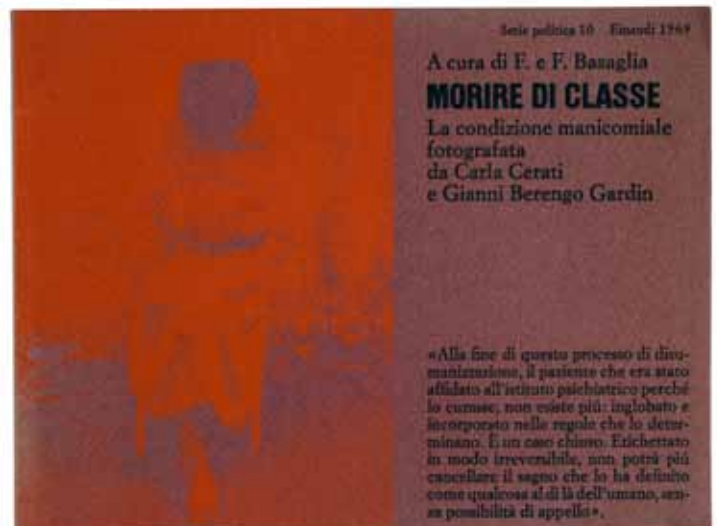 Serie politica 10 Einaudi 1969
A cura di F. e F. Basaglia
MORIRE DI CLASSE
La condizione manicomiale
fotografata
da Carla Cerati
e Gianni Berengo Gardin
«Alla fine di questo processo di disu-
manizzazione, il paziente che era stato
affidato all'istituto psichiatrico perché
lo curasse, non esiste più: inglobato e
incorporato nelle regole che lo deter-
minano. È un caso chiuso. Etichettato
in modo irreversibile, non potrà più
cancellare il segno che lo ha definito
come qualcosa al di là dell'umano, sen-
za possibilità di appello».